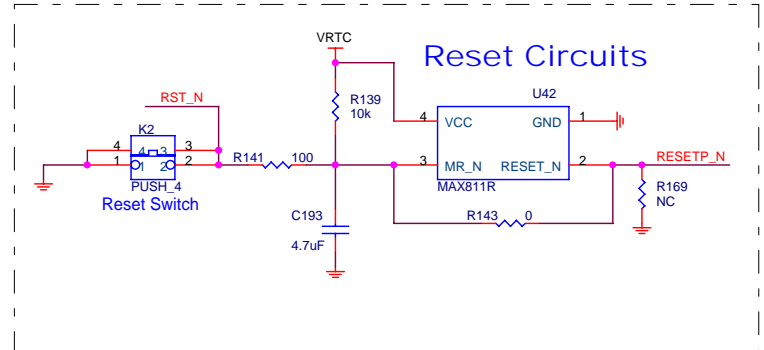 VRTC
Reset Circuits
RST_N
R139
10k
U42
K2
4 VCC GND 1
4 4 3 3
1 1 2 2
R141 100
3 MR_N RESET_N 2
RESETP_N
PUSH_4
MAX811R
R169
NC
Reset Switch
C193
R143 0
4.7uF